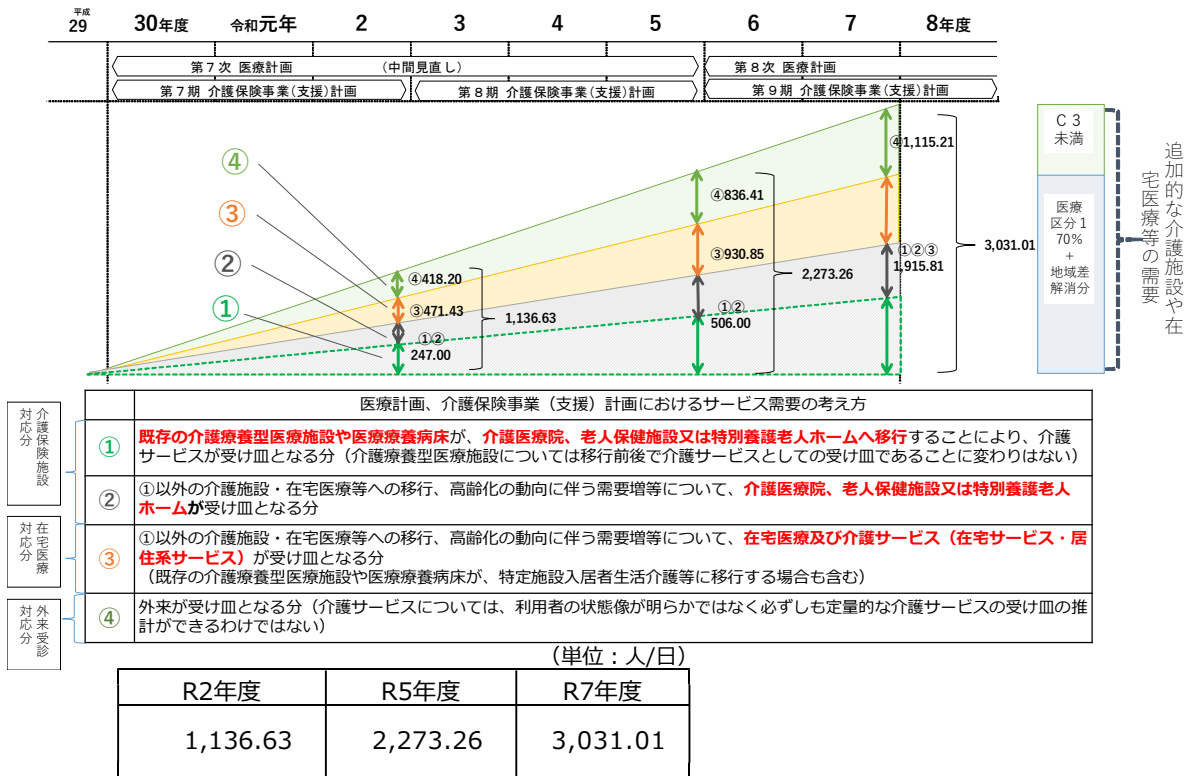 平成
29 30年度 令和元年 2 3 4 5 6 7 8年度
第7次 医療計画 (中間見直し) 第8次 医療計画
第7期 介護保険事業(支援)計画 第8期 介護保険事業(支援)計画 第9期 介護保険事業(支援)計画
④
③
②
①
④418.20
③471.43
①②
247.00
1,136.63
④836.41
③930.85
①②
506.00
2,273.26
④1,115.21
①②③
1,915.81
3,031.01
C3
未満
医療
区分1
70%
+
地域差
解消分
追加的な介護施設や在
宅医療等の需要
医療計画、介護保険事業（支援）計画におけるサービス需要の考え方
介護保険施設
対応分
① 既存の介護療養型医療施設や医療療養病床が、介護医療院、老人保健施設又は特別養護老人ホームへ移行することにより、介護
サービスが受け皿となる分（介護療養型医療施設については移行前後で介護サービスとしての受け皿であることに変わりはない）
② ①以外の介護施設・在宅医療等への移行、高齢化の動向に伴う需要増等について、介護医療院、老人保健施設又は特別養護老人
ホームが受け皿となる分
在宅医療
対応分
③ ①以外の介護施設・在宅医療等への移行、高齢化の動向に伴う需要増等について、在宅医療及び介護サービス（在宅サービス・居
住系サービス）が受け皿となる分
（既存の介護療養型医療施設や医療療養病床が、特定施設入居者生活介護等に移行する場合も含む）
外来受診
対応分
④ 外来が受け皿となる分（介護サービスについては、利用者の状態像が明らかではなく必ずしも定量的な介護サービスの受け皿の推
計ができるわけではない）
（単位：人/日）
R2年度 R5年度 R7年度
1,136.63 2,273.26 3,031.01